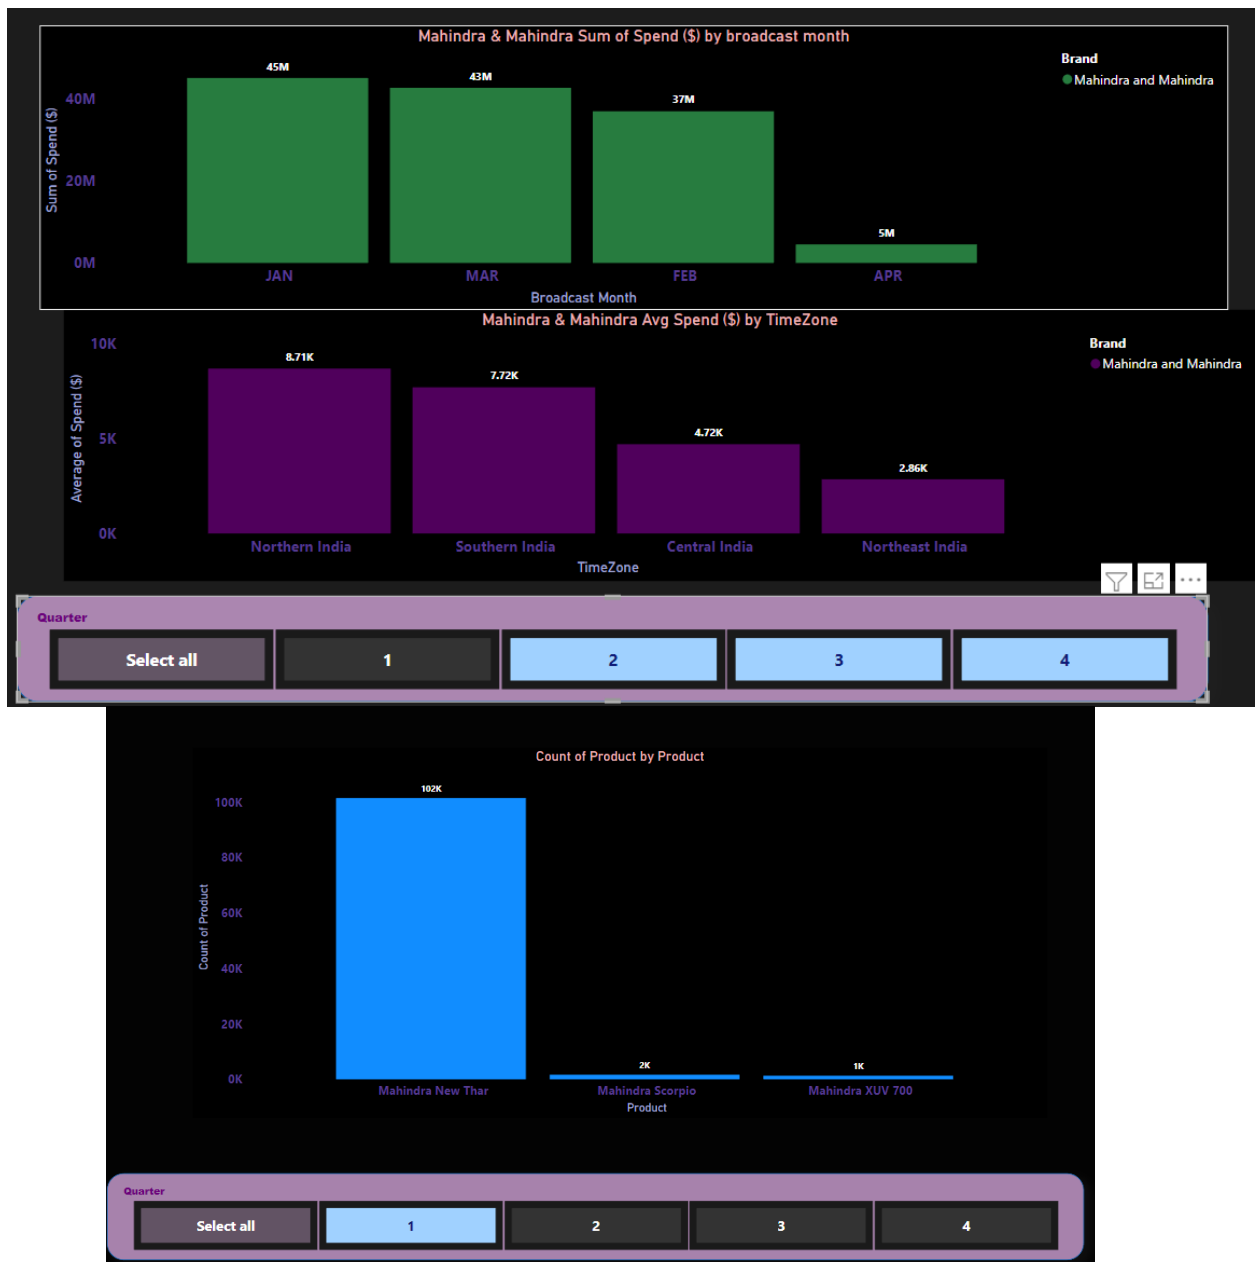 Mahindra & Mahindra Sum of Spend ($) by broadcast month
Brand
Mahindra and Mahindra
Sum of Spend ($)
40M
20M
0M
45M
43M
37M
5M
JAN MAR FEB APR
Broadcast Month
Mahindra & Mahindra Avg Spend ($) by TimeZone
Brand
Mahindra and Mahindra
Average of Spend ($)
10K
5K
0K
8.71K
7.72K
4.72K
2.86K
Northern India Southern India Central India Northeast India
TimeZone
Quarter
Select all 1 2 3 4
Count of Product by Product
Count of Product
100K
80K
60K
40K
20K
0K
102K
2K
1K
Mahindra New Thar Mahindra Scorpio Mahindra XUV 700
Product
Quarter
Select all 1 2 3 4